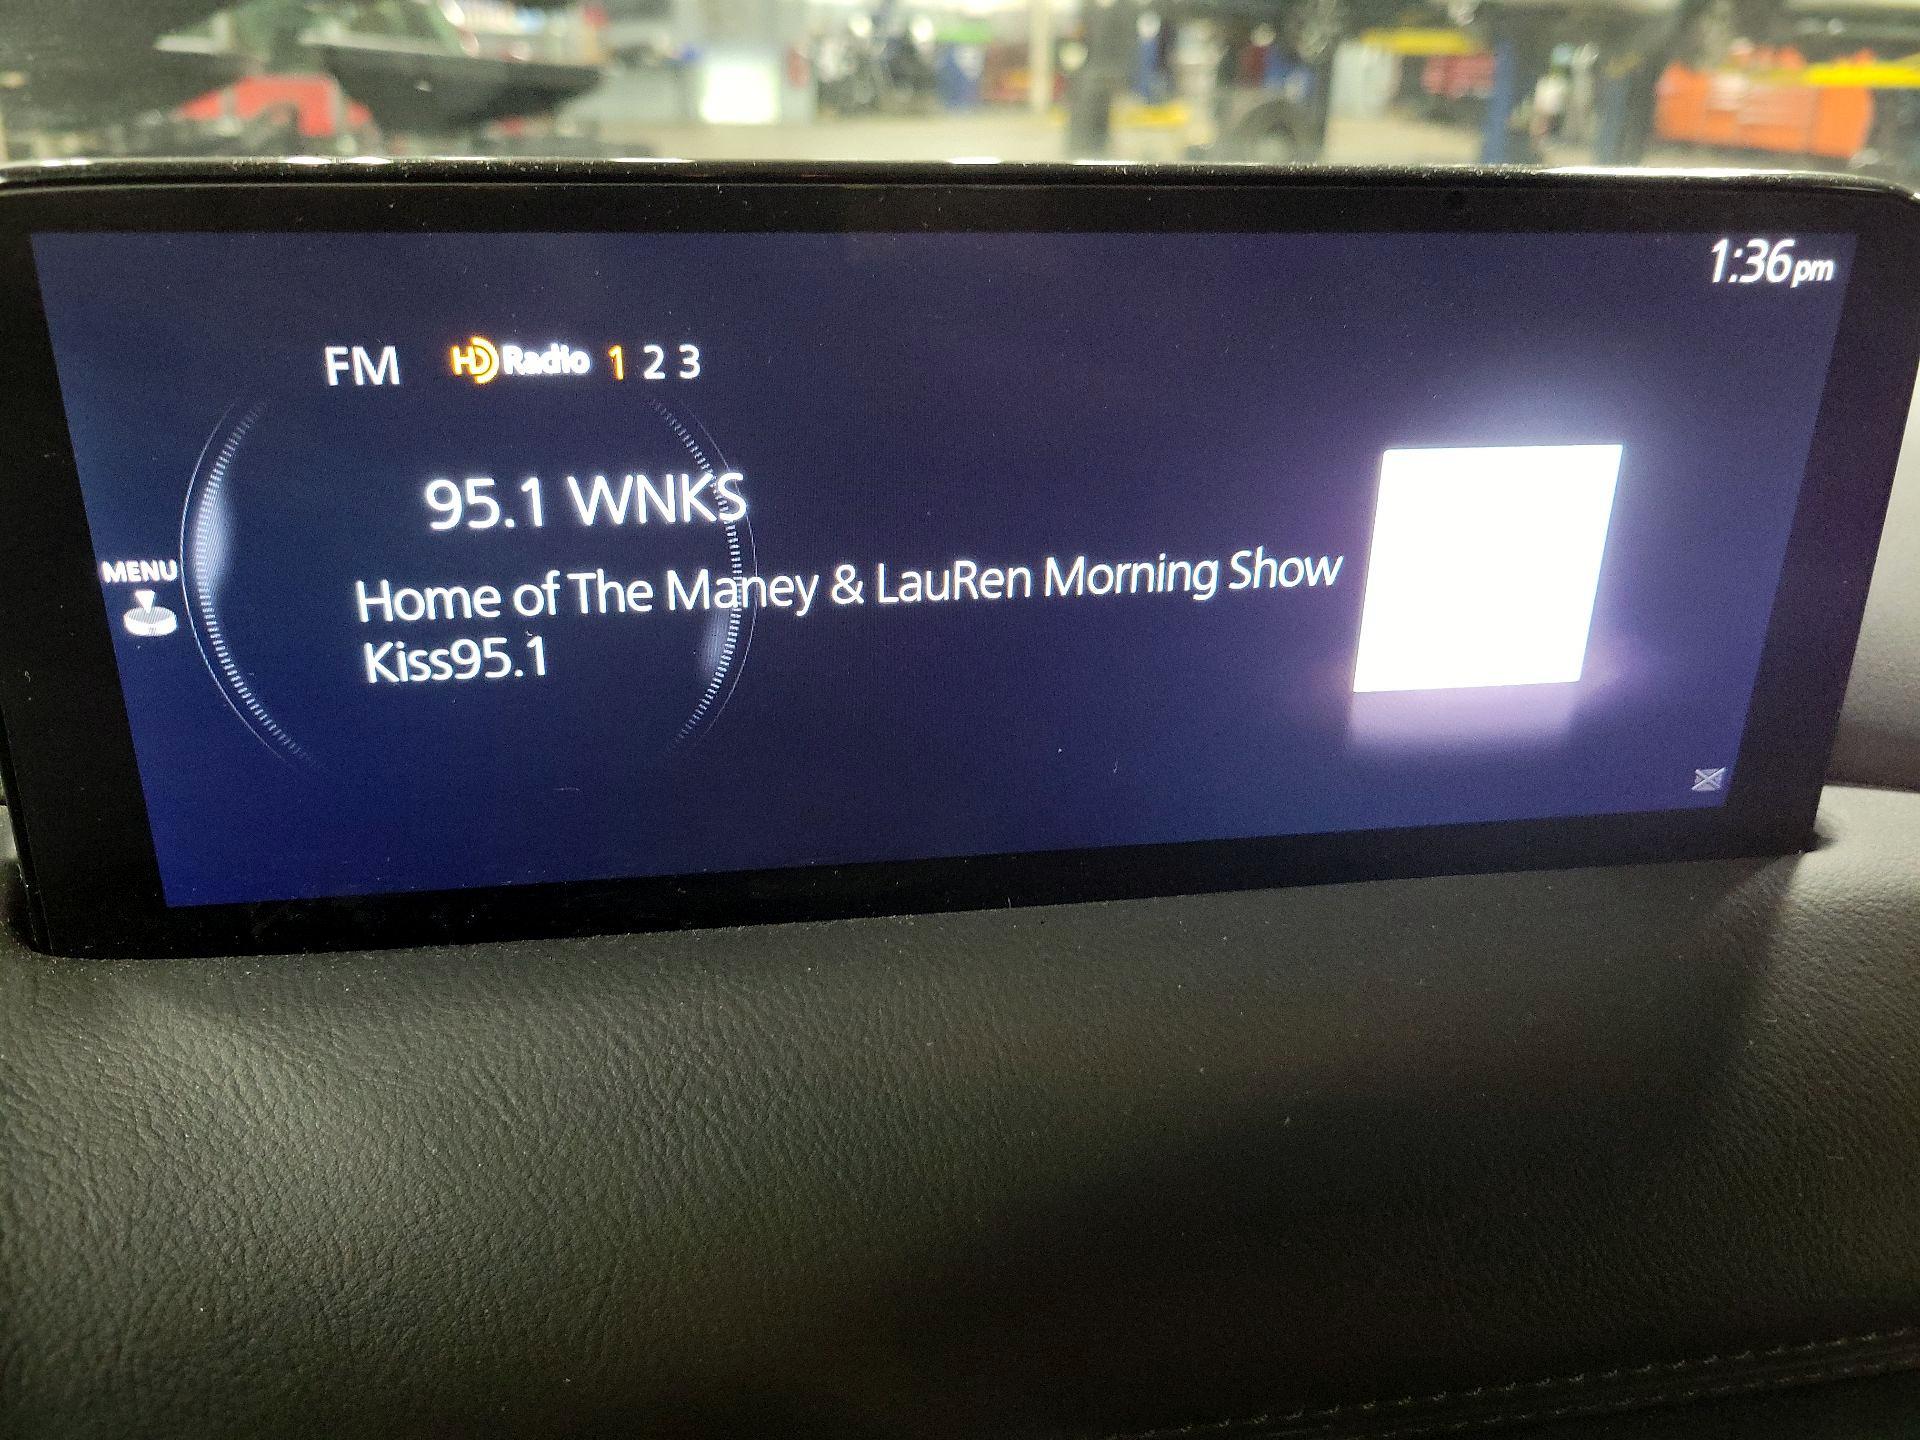 1:36pm
FM HD Radio 1 2 3
95.1 WNKS
MENU
Home of The Maney & LauRen Morning Show
Kiss95.1